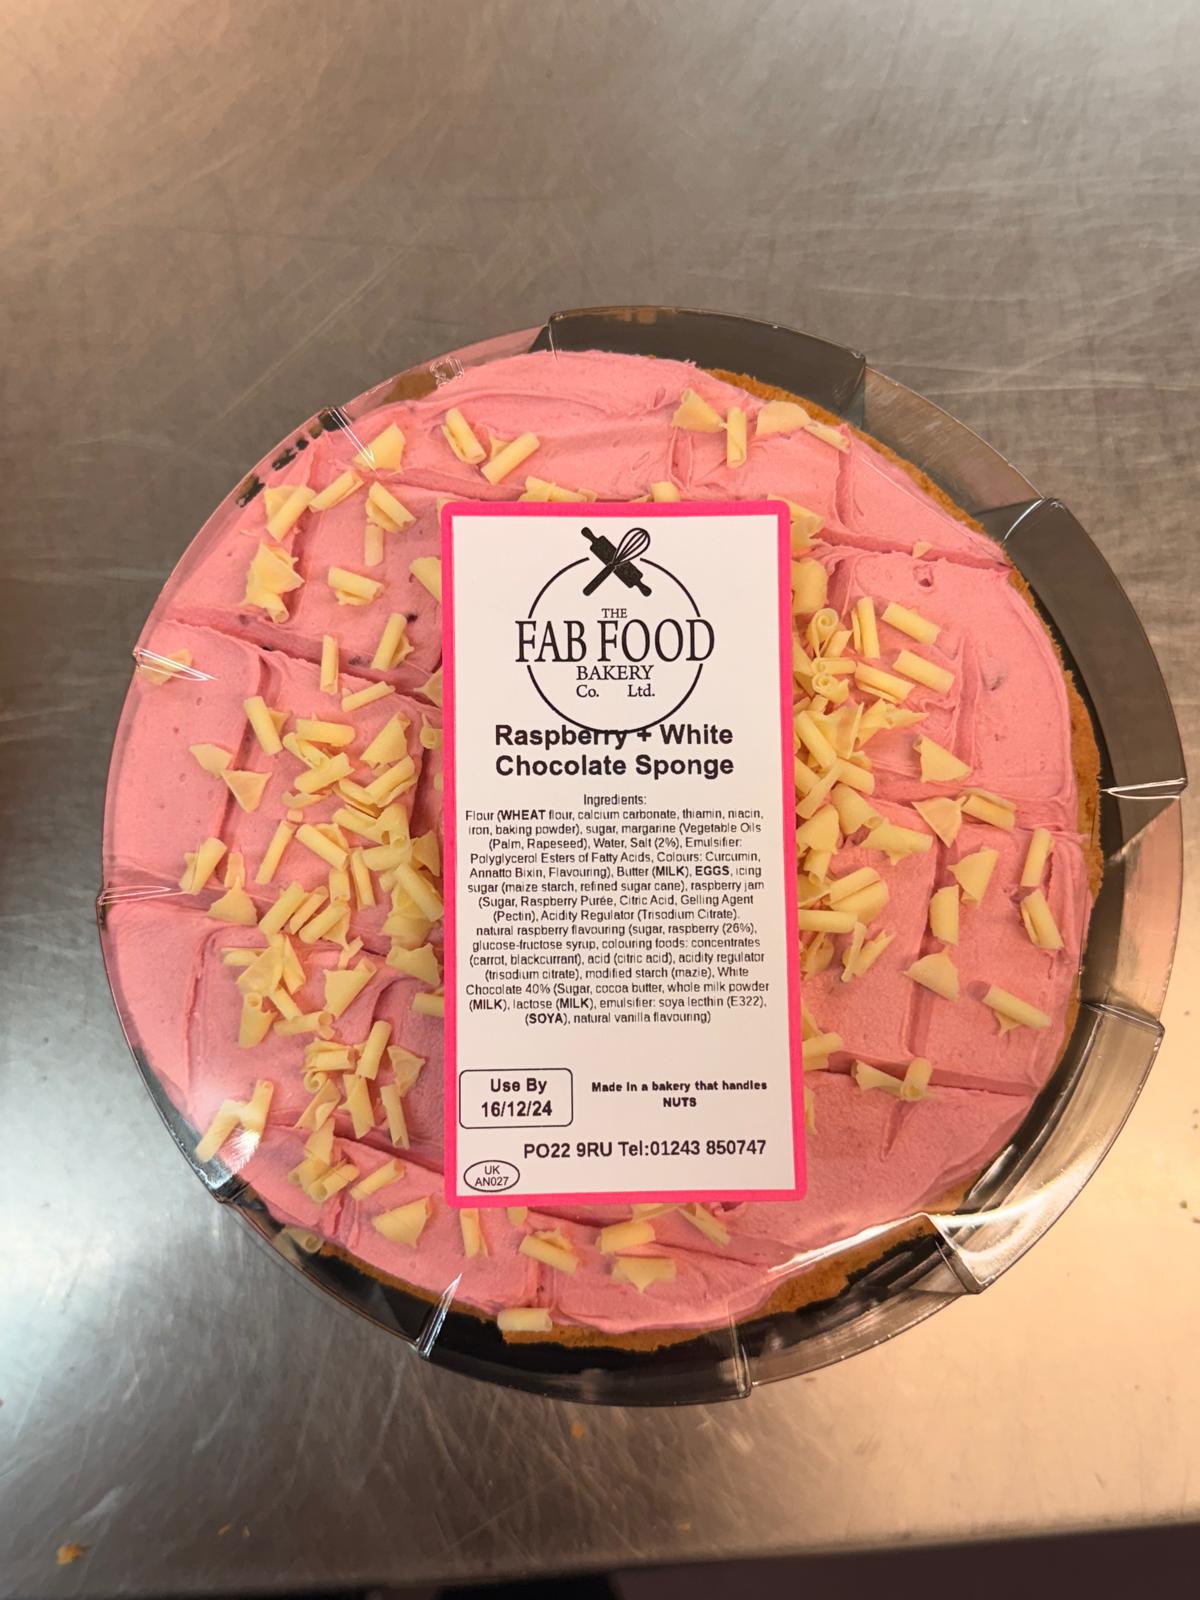 THE
FAB FOOD
BAKERY
Co. Ltd.
Raspberry + White
Chocolate Sponge
Ingredients:
Flour (WHEAT flour, calcium carbonate, thiamin, niacin,
iron, baking powder), sugar, margarine (Vegetable Oils
(Palm, Rapeseed), Water, Salt (2%), Emulsifier:
Polyglycerol Esters of Fatty Acids, Colours: Curcumin,
Annatto Bixin, Flavouring), Butter (MILK), EGGS, icing
sugar (maize starch, refined sugar cane), raspberry jam
(Sugar, Raspberry Purée, Citric Acid, Gelling Agent
(Pectin), Acidity Regulator (Trisodium Citrate).
natural raspberry flavouring (sugar, raspberry (26%),
glucose-fructose syrup, colouring foods: concentrates
(carrot, blackcurrant), acid (citric acid), acidity regulator
(trisodium citrate), modified starch (mazie), White
Chocolate 40% (Sugar, cocoa butter, whole milk powder
(MILK), lactose (MILK), emulsifier: soya lecthin (E322),
(SOYA), natural vanilla flavouring)
Use By
16/12/24
Made in a bakery that handles
NUTS
PO22 9RU Tel:01243 850747
UK
AN027